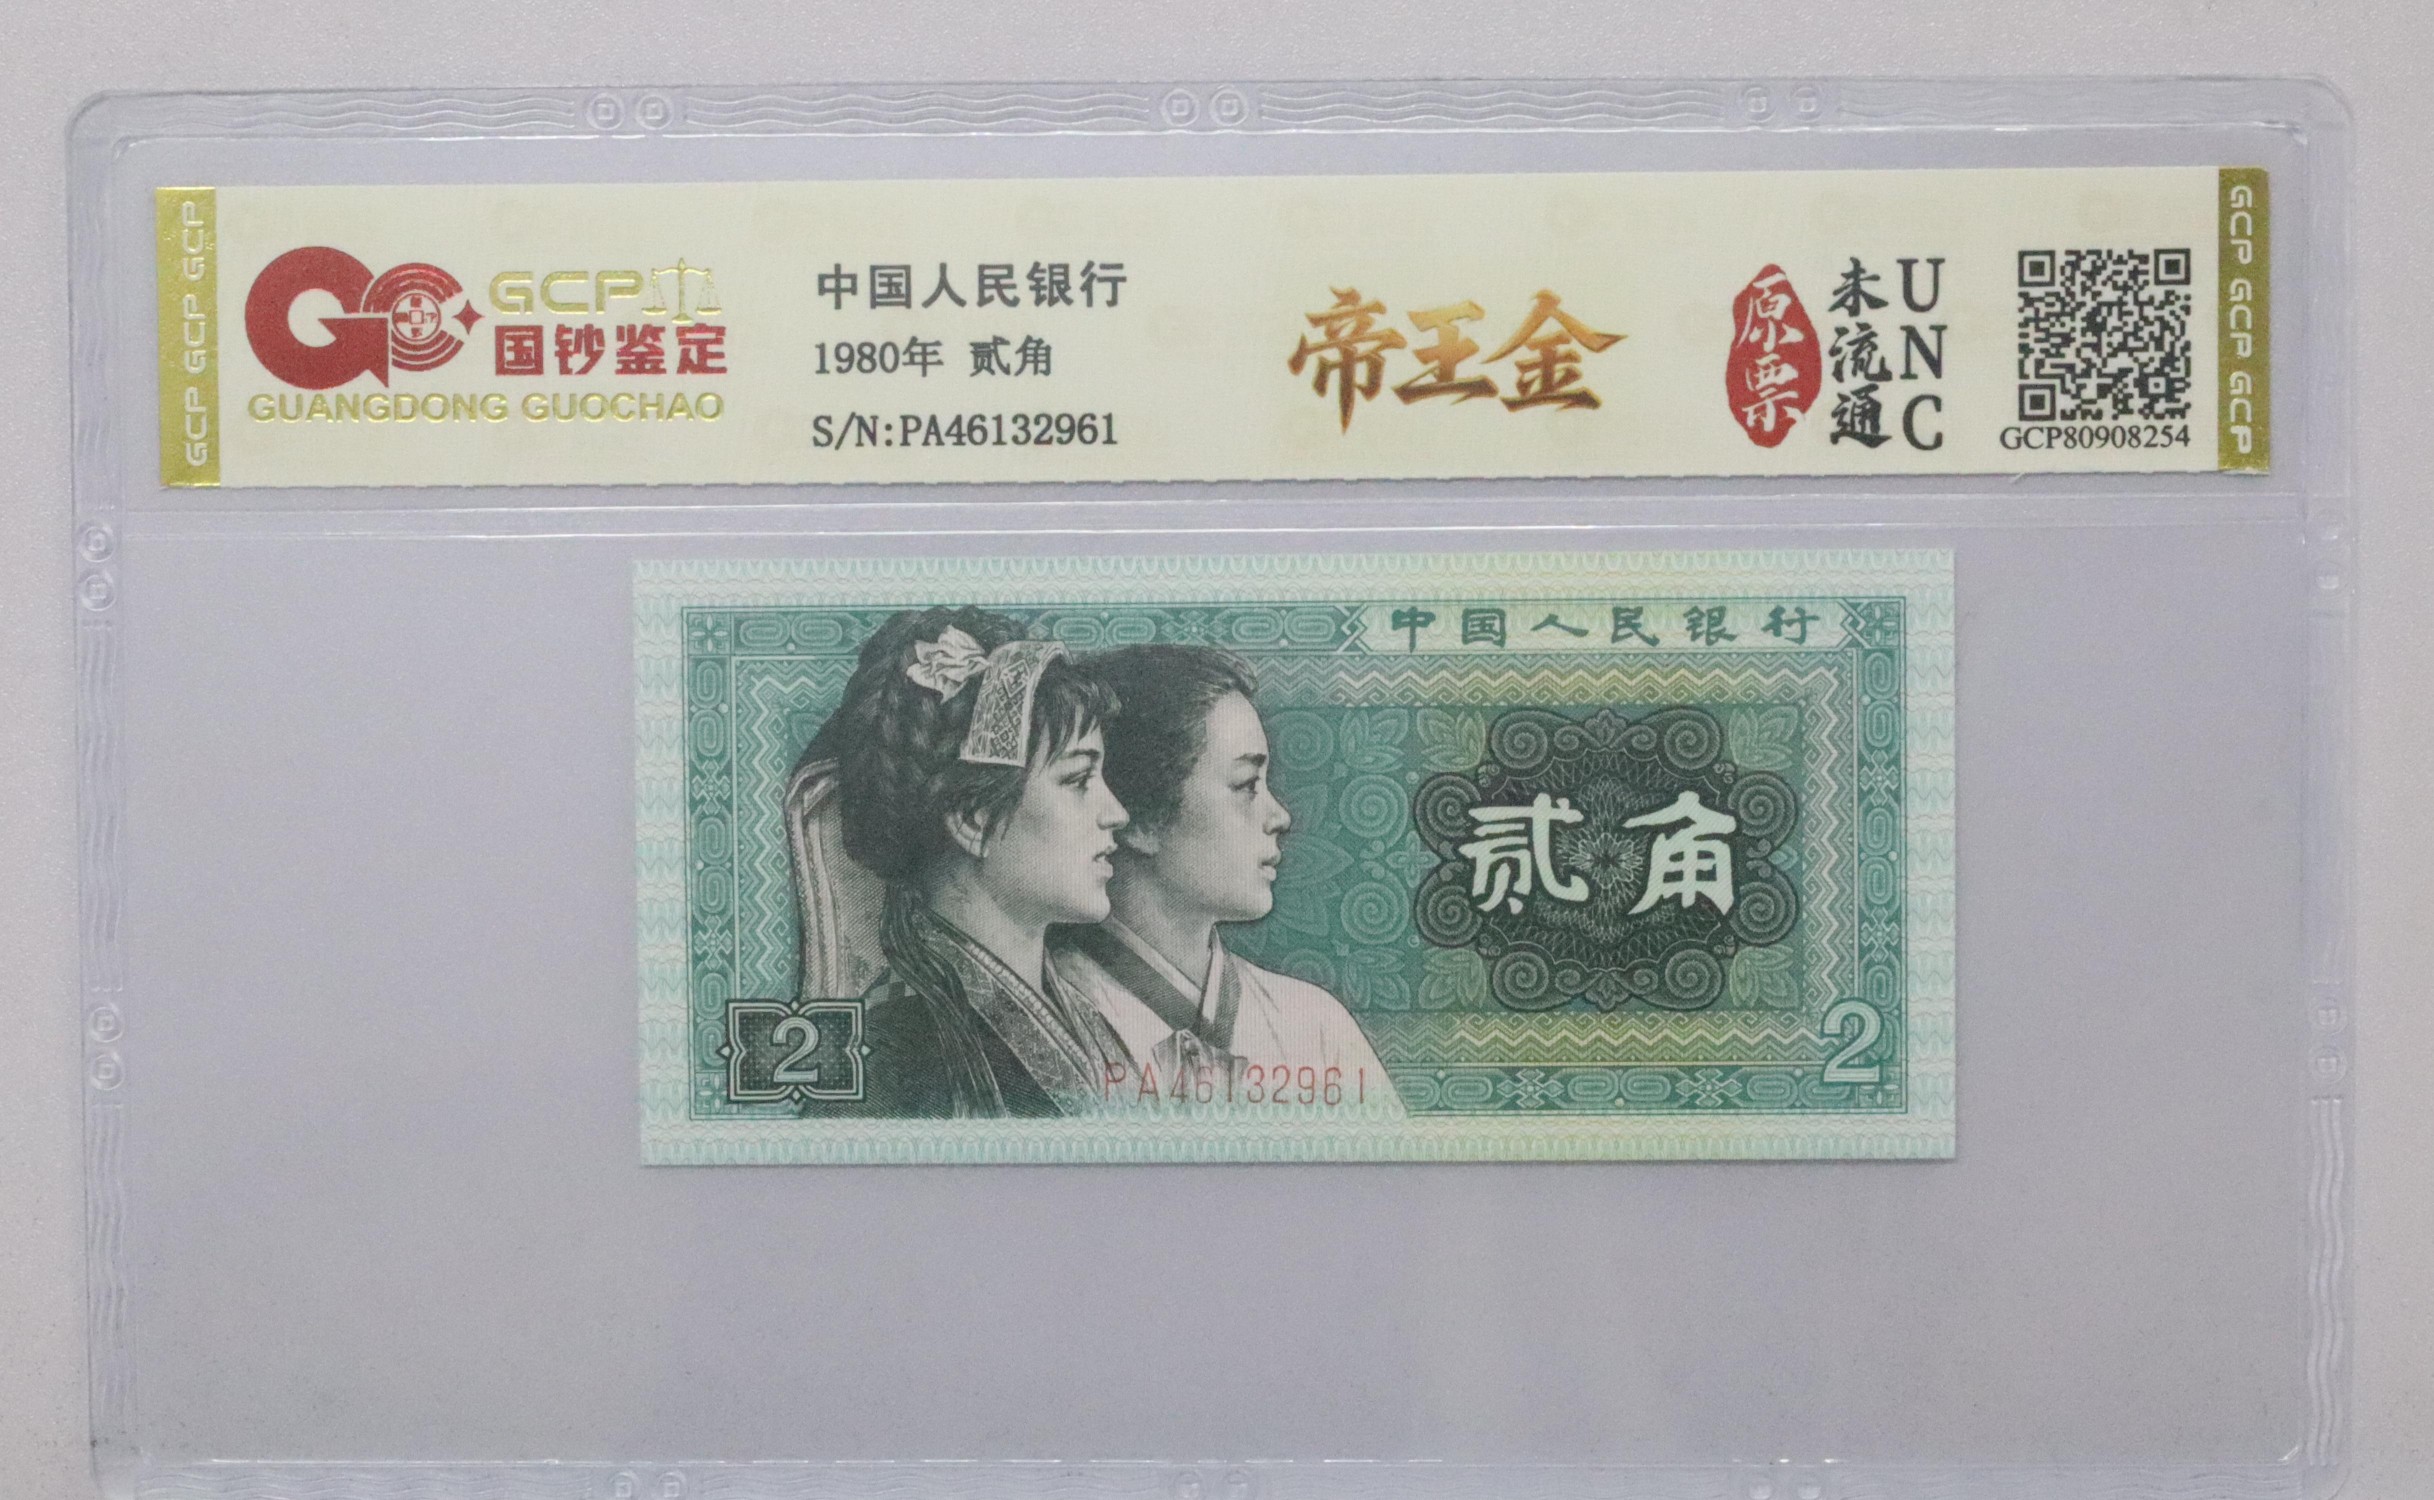 GCP GCP GCP
GCP
国钞鉴定
GUANGDONG GUOCHAO
中国人民银行
1980年 贰角
S/N:PA46132961
帝王金
原票
未流通
UNC
GCP80908254
GCP GCP GCP GCP
中国人民银行
贰角
2
PA46132961
2